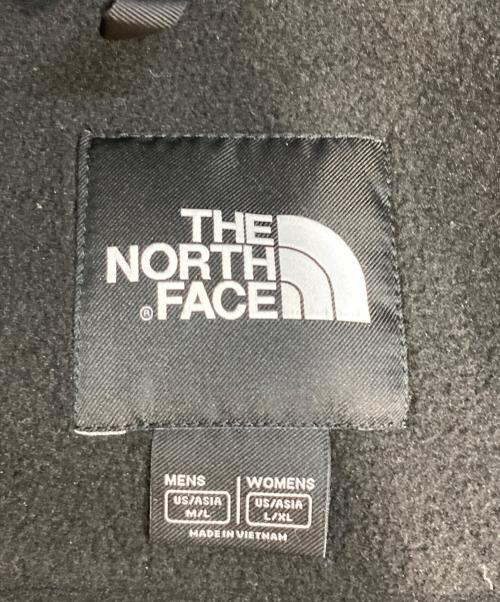 THE
NORTH
® FACE
MENS WOMENS
US/ASIA US/ASIA
M/L L/XL
MADE IN VIETNAM